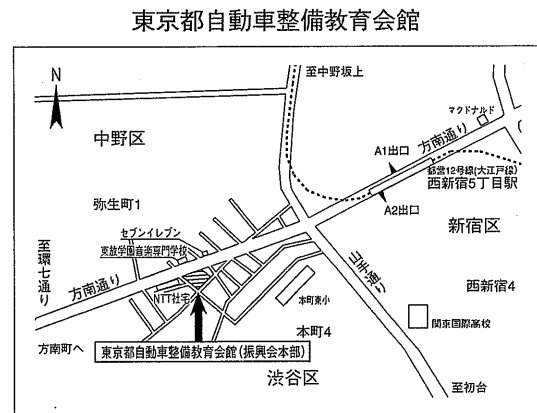 東京都自動車整備教育会館
N
至中野坂上
マクドナルド
中野区
方南通り
A1出口
都営12号線(大江戸線)
西新宿5丁目駅
A2出口
弥生町1
新宿区
セブンイレブン
東放学園音楽専門学校
至環七通り
方南通り
山手通り
NTT社宅
本町東小
西新宿4
関東国際高校
本町4
方南町へ
東京都自動車整備教育会館(振興会本部)
渋谷区
至初台